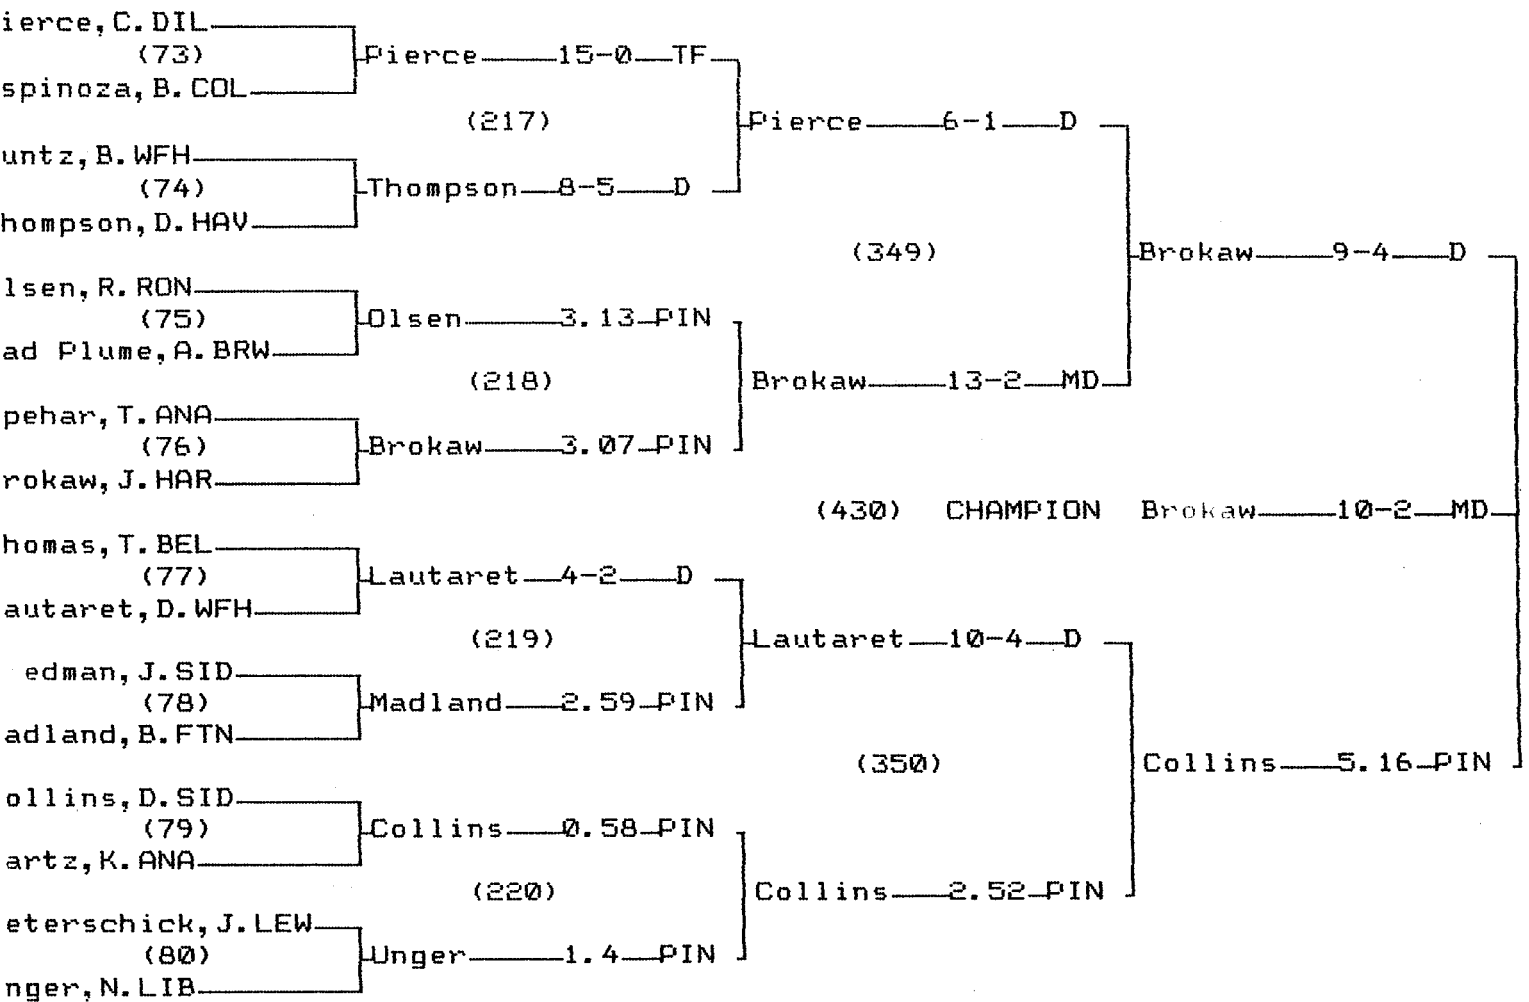 ierce, C. DIL
(73) Pierce 15-0 TF
spinoza, B. COL
(217) Pierce 6-1 D
untz, B. WFH
(74) Thompson 8-5 D
hompson, D. HAV
(349) Brokaw 9-4 D
lsen, R. RON
(75) Olsen 3.13 PIN
ad Plume, A. BRW
(218) Brokaw 13-2 MD
pehar, T. ANA
(76) Brokaw 3.07 PIN
rokaw, J. HAR
(430) CHAMPION Brokaw 10-2 MD
homas, T. BEL
(77) Lautaret 4-2 D
autaret, D. WFH
(219) Lautaret 10-4 D
edman, J. SID
(78) Madland 2.59 PIN
adland, B. FTN
(350) Collins 5.16 PIN
ollins, D. SID
(79) Collins 0.58 PIN
artz, K. ANA
(220) Collins 2.52 PIN
eterschick, J. LEW
(80) Unger 1.4 PIN
nger, N. LIB